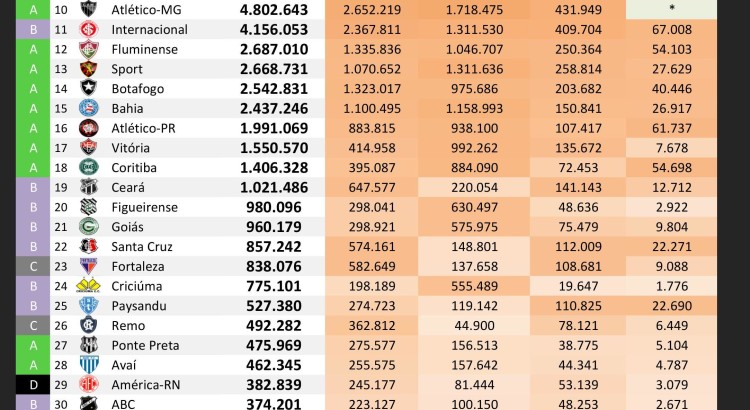 A 10 Atlético-MG 4.802.643 2.652.219 1.718.475 431.949 *
B 11 Internacional 4.156.053 2.367.811 1.311.530 409.704 67.008
A 12 Fluminense 2.687.010 1.335.836 1.046.707 250.364 54.103
A 13 Sport 2.668.731 1.070.652 1.311.636 258.814 27.629
A 14 Botafogo 2.542.831 1.323.017 975.686 203.682 40.446
A 15 Bahia 2.437.246 1.100.495 1.158.993 150.841 26.917
A 16 Atlético-PR 1.991.069 883.815 938.100 107.417 61.737
A 17 Vitória 1.550.570 414.958 992.262 135.672 7.678
A 18 Coritiba 1.406.328 395.087 884.090 72.453 54.698
B 19 Ceará 1.021.486 647.577 220.054 141.143 12.712
B 20 Figueirense 980.096 298.041 630.497 48.636 2.922
B 21 Goiás 960.179 298.921 575.975 75.479 9.804
B 22 Santa Cruz 857.242 574.161 148.801 112.009 22.271
C 23 Fortaleza 838.076 582.649 137.658 108.681 9.088
B 24 Criciúma 775.101 198.189 555.489 19.647 1.776
B 25 Paysandu 527.380 274.723 119.142 110.825 22.690
C 26 Remo 492.282 362.812 44.900 78.121 6.449
A 27 Ponte Preta 475.969 275.577 156.513 38.775 5.104
A 28 Avaí 462.345 255.575 157.642 44.341 4.787
D 29 América-RN 382.839 245.177 81.444 53.139 3.079
B 30 ABC 374.201 223.127 100.150 48.253 2.671